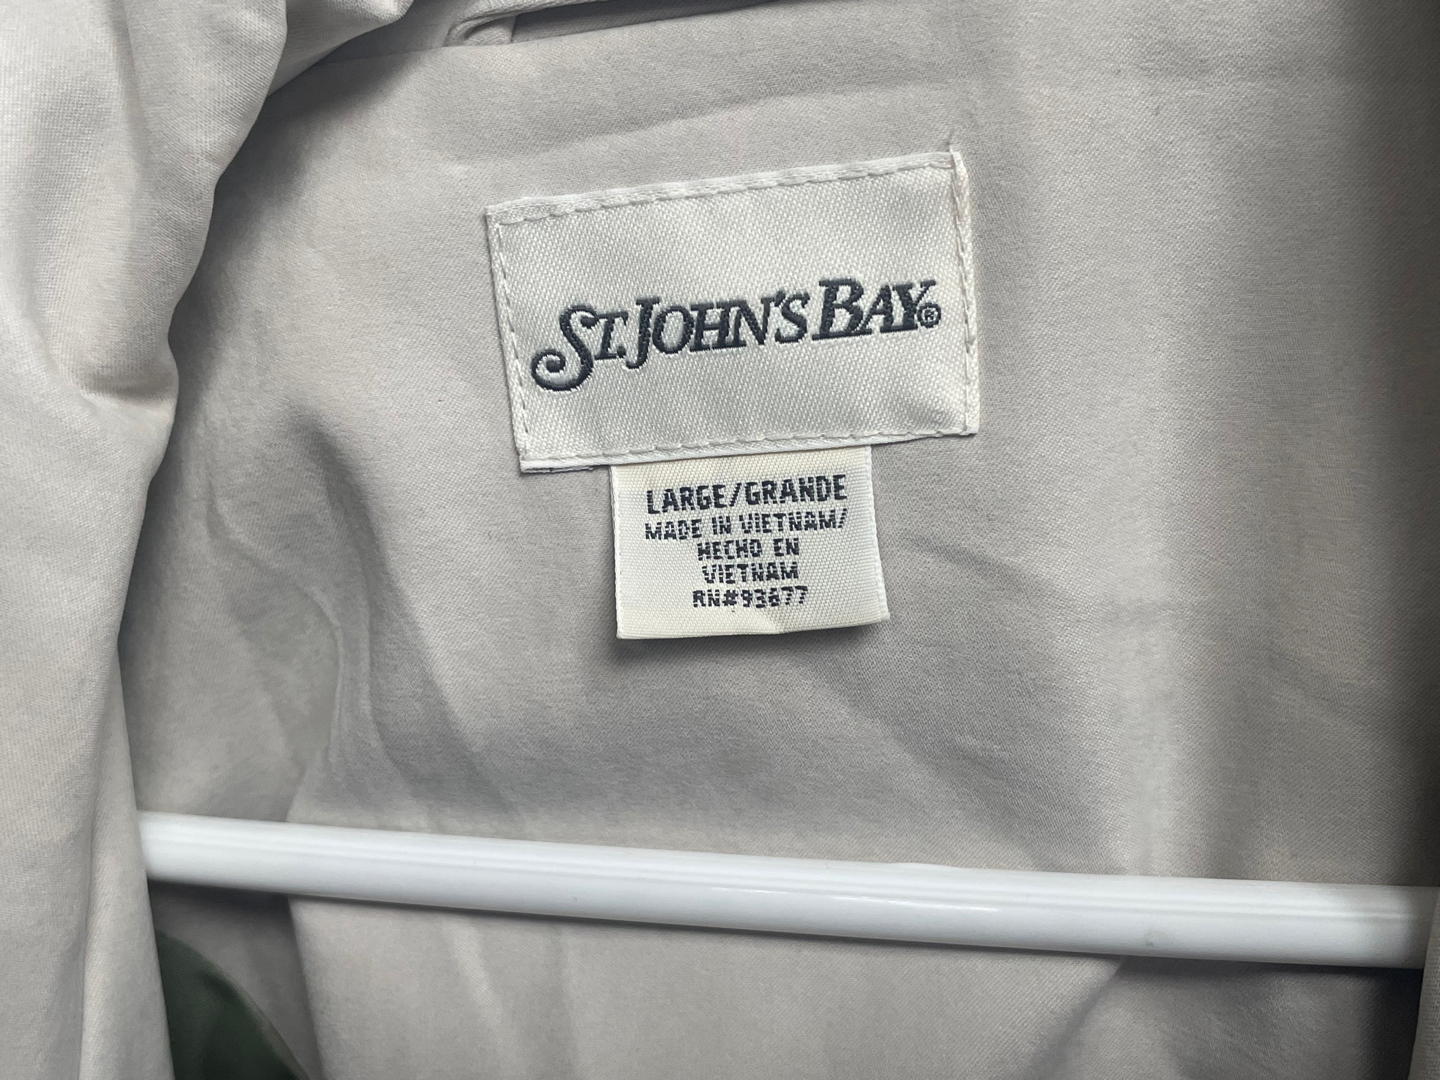 ST. JOHN'S BAY®
LARGE/GRANDE
MADE IN VIETNAM/
HECHO EN
VIETNAM
RN#93677